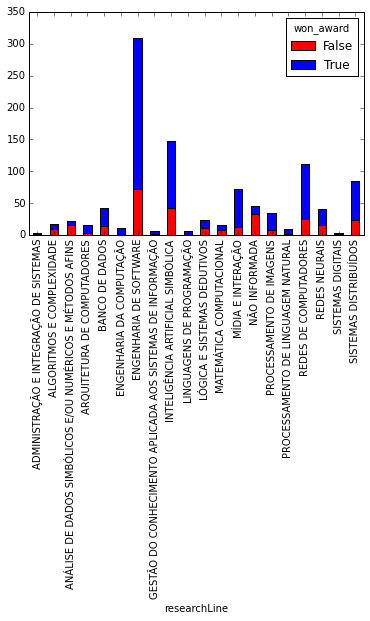 350
300
250
200
150
100
50
0
won_award
False
True
ADMINISTRAÇÃO E INTEGRAÇÃO DE SISTEMAS
ALGORITMOS E COMPLEXIDADE
ANÁLISE DE DADOS SIMBÓLICOS E/OU NUMÉRICOS E MÉTODOS AFINS
ARQUITETURA DE COMPUTADORES
BANCO DE DADOS
ENGENHARIA DA COMPUTAÇÃO
ENGENHARIA DE SOFTWARE
GESTÃO DO CONHECIMENTO APLICADA AOS SISTEMAS DE INFORMAÇÃO
INTELIGÊNCIA ARTIFICIAL SIMBÓLICA
LINGUAGENS DE PROGRAMAÇÃO
LÓGICA E SISTEMAS DEDUTIVOS
MATEMÁTICA COMPUTACIONAL
MÍDIA E INTERAÇÃO
NÃO INFORMADA
PROCESSAMENTO DE IMAGENS
PROCESSAMENTO DE LINGUAGEM NATURAL
REDES DE COMPUTADORES
REDES NEURAIS
SISTEMAS DIGITAIS
SISTEMAS DISTRIBUÍDOS
researchLine